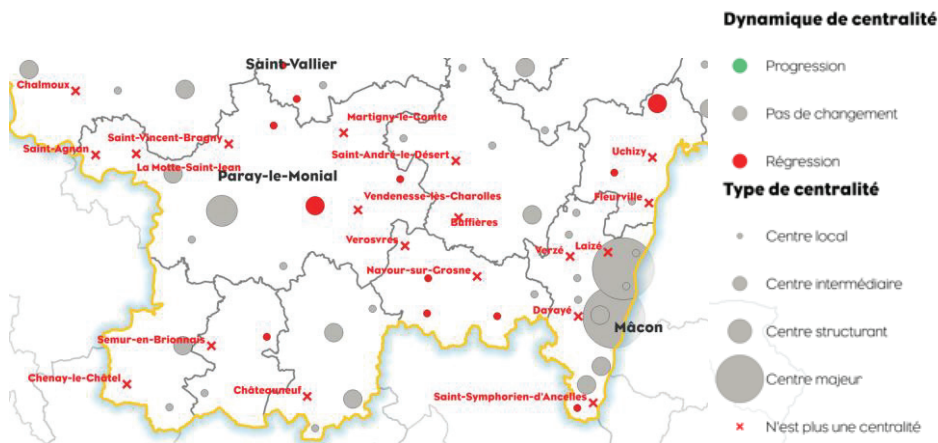 Dynamique de centralité
Progression
Pas de changement
Régression
Type de centralité
Centre local
Centre intermédiaire
Centre structurant
Centre majeur
N'est plus une centralité
Saint-Vallier
Chalmoux
Martigny-le-Comte
Saint-Vincent-Bragny
Saint-Agnan
La Motte-Saint-Jean
Saint-André-le-Désert
Uchizy
Paray-le-Monial
Vendenesse-lès-Charolles
Fleurville
Buffières
Verosvres
Verzé
Laizé
Navour-sur-Grosne
Davayé
Mâcon
Semur-en-Brionnais
Chenay-le-Châtel
Châteauneuf
Saint-Symphorien-d'Ancelles